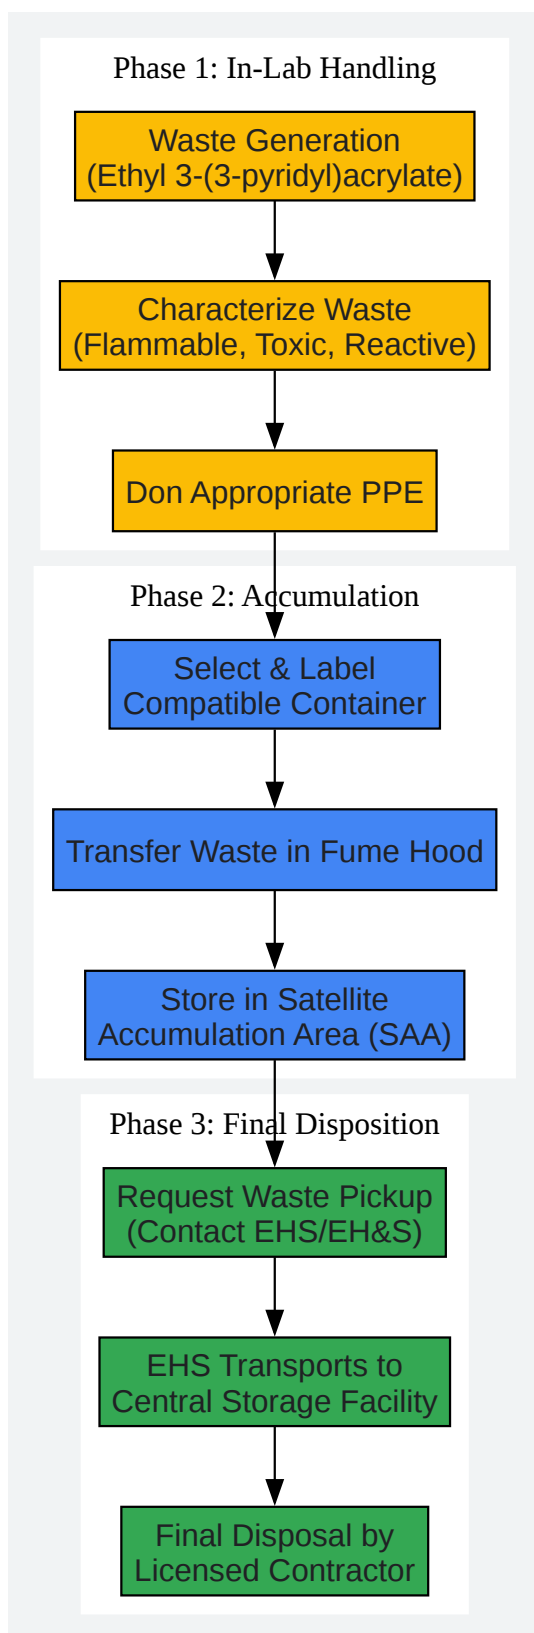 Phase 1: In-Lab Handling
Waste Generation
(Ethyl 3-(3-pyridyl)acrylate)
Characterize Waste
(Flammable, Toxic, Reactive)
Don Appropriate PPE
Phase 2: Accumulation
Select & Label
Compatible Container
Transfer Waste in Fume Hood
Store in Satellite
Accumulation Area (SAA)
Phase 3: Final Disposition
Request Waste Pickup
(Contact EHS/EH&S)
EHS Transports to
Central Storage Facility
Final Disposal by
Licensed Contractor